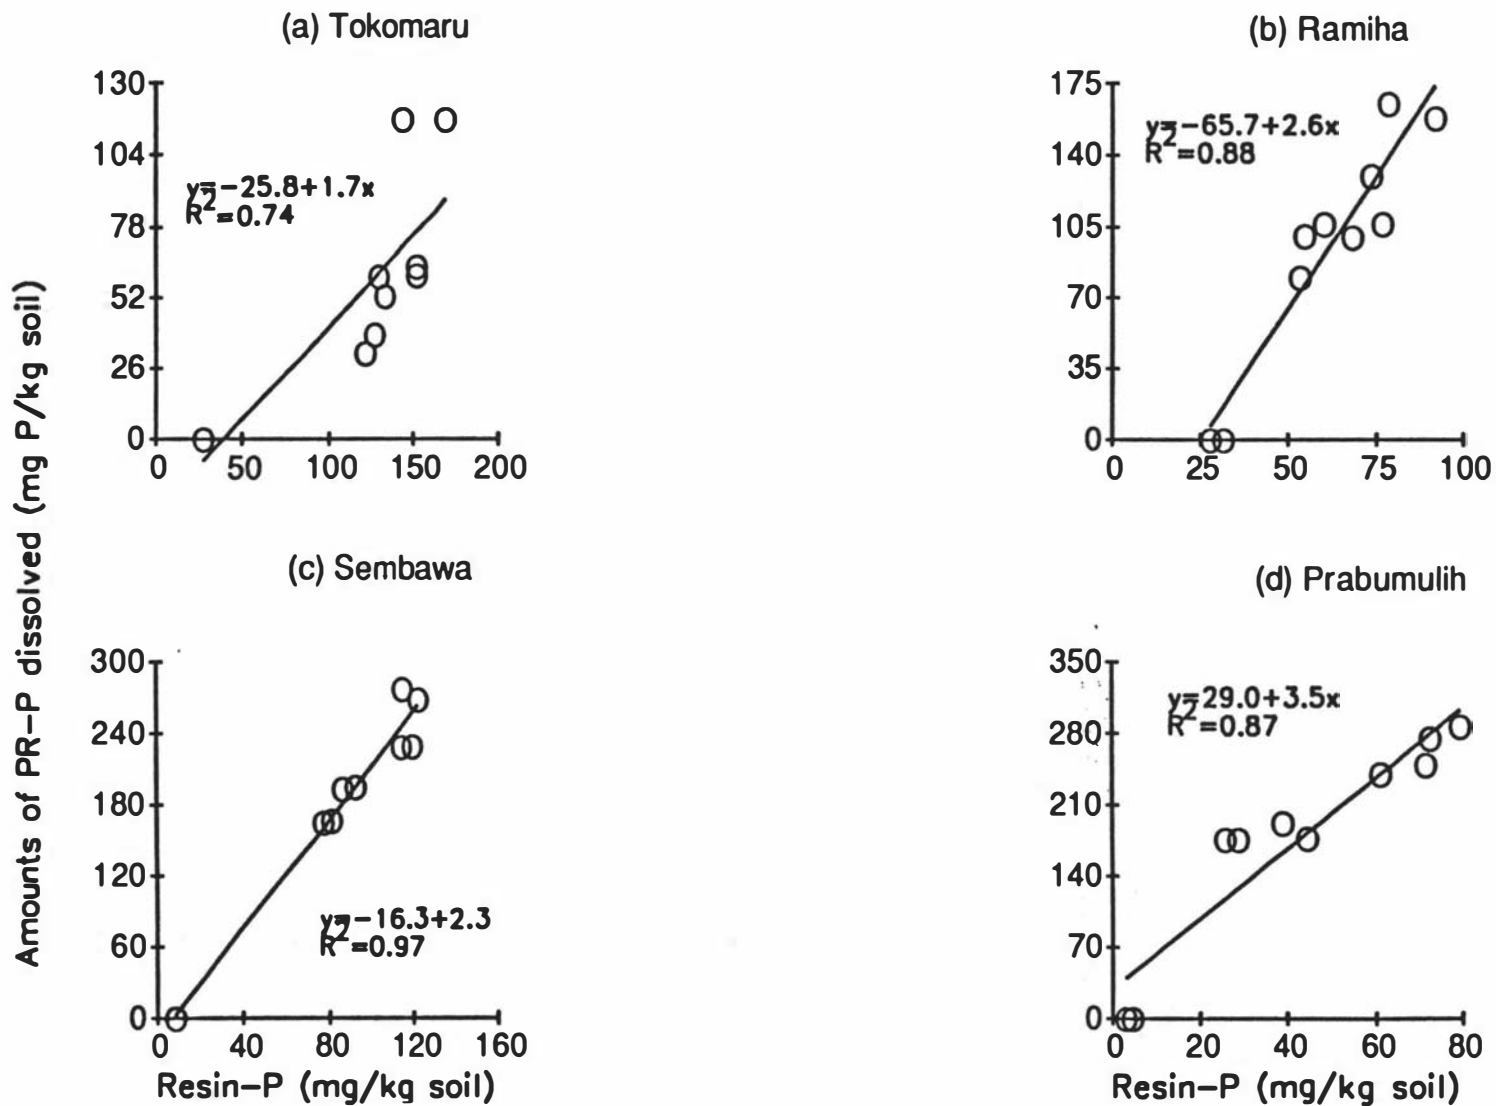 (a) Tokomaru
130
104
78
52
26
0
0 50 100 150 200
y=-25.8+1.7x
R²=0.74
(b) Ramiha
175
140
105
70
35
0
0 25 50 75 100
y=-65.7+2.6x
R²=0.88
Amounts of PR-P dissolved (mg P/kg soil)
(c) Sembawa
300
240
180
120
60
0
0 40 80 120 160
y=-16.3+2.3
R²=0.97
Resin-P (mg/kg soil)
(d) Prabumulih
350
280
210
140
70
0
0 20 40 60 80
y=29.0+3.5x
R²=0.87
Resin-P (mg/kg soil)